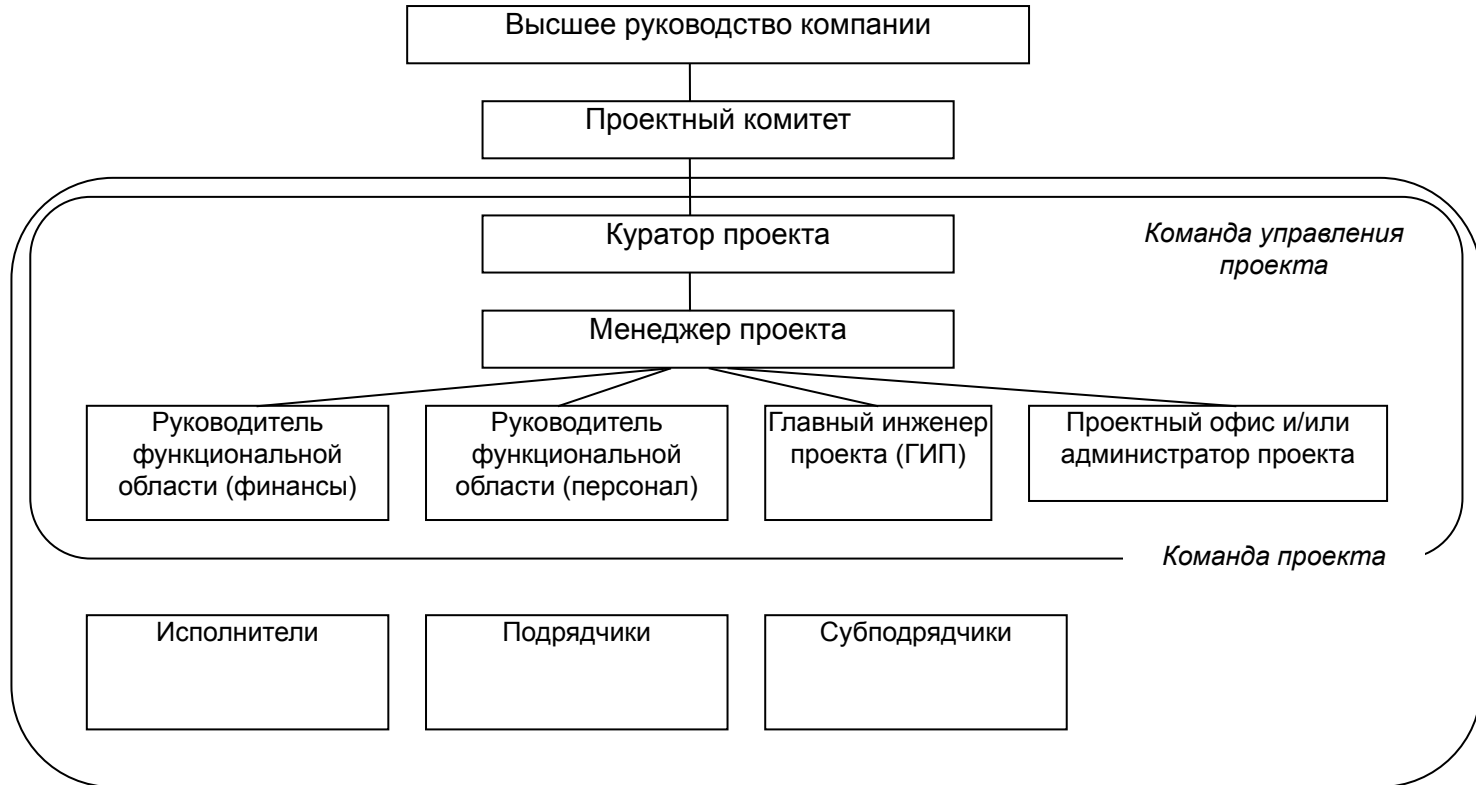 Высшее руководство компании
Проектный комитет
Куратор проекта
Команда управления
проекта
Менеджер проекта
Руководитель
функциональной
области (финансы)
Руководитель
функциональной
области (персонал)
Главный инженер
проекта (ГИП)
Проектный офис и/или
администратор проекта
Команда проекта
Исполнители
Подрядчики
Субподрядчики